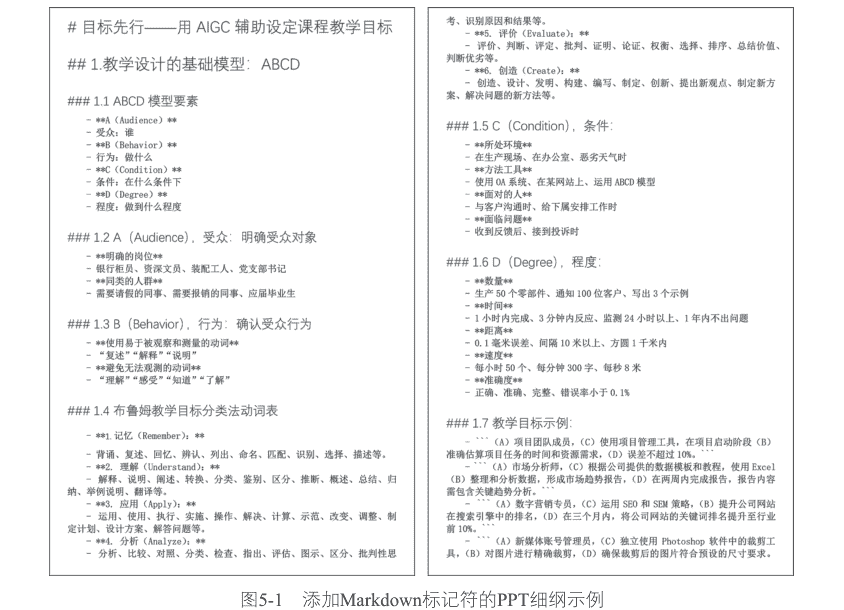 # 目标先行——用 AIGC 辅助设定课程教学目标
## 1.教学设计的基础模型：ABCD
### 1.1 ABCD 模型要素
- **A（Audience）**
- 受众：谁
- **B（Behavior）**
- 行为：做什么
- **C（Condition）**
- 条件：在什么条件下
- **D（Degree）**
- 程度：做到什么程度
### 1.2 A（Audience），受众：明确受众对象
- **明确的岗位**
- 银行柜员、资深文员、装配工人、党支部书记
- **同类的人群**
- 需要请假的同事、需要报销的同事、应届毕业生
### 1.3 B（Behavior），行为：确认受众行为
- **使用易于被观察和测量的动词**
- “复述”“解释”“说明”
- **避免无法观测的动词**
- “理解”“感受”“知道”“了解”
### 1.4 布鲁姆教学目标分类法动词表
- **1.记忆（Remember）：**
- 背诵、复述、回忆、辨认、列出、命名、匹配、识别、选择、描述等。
- **2. 理解（Understand）：**
- 解释、说明、阐述、转换、分类、鉴别、区分、推断、概述、总结、归
纳、举例说明、翻译等。
- **3. 应用（Apply）：**
- 运用、使用、执行、实施、操作、解决、计算、示范、改变、调整、制
定计划、设计方案、解答问题等。
- **4. 分析（Analyze）：**
- 分析、比较、对照、分类、检查、指出、评估、图示、区分、批判性思
考、识别原因和结果等。
- **5. 评价（Evaluate）：**
- 评价、判断、评定、批判、证明、论证、权衡、选择、排序、总结价值、
判断优劣等。
- **6. 创造（Create）：**
- 创造、设计、发明、构建、编写、制定、创新、提出新观点、制定新方
案、解决问题的新方法等。
### 1.5 C（Condition），条件：
- **所处环境**
- 在生产现场、在办公室、恶劣天气时
- **方法工具**
- 使用 OA 系统、在某网站上、运用 ABCD 模型
- **面对的人**
- 与客户沟通时、给下属安排工作时
- **面临问题**
- 收到反馈后、接到投诉时
### 1.6 D（Degree），程度：
- **数量**
- 生产 50 个零部件、通知 100 位客户、写出 3 个示例
- **时间**
- 1 小时内完成、3 分钟内反应、监测 24 小时以上、1 年内不出问题
- **距离**
- 0.1 毫米误差、间隔 10 米以上、方圆 1 千米内
- **速度**
- 每小时 50 个、每分钟 300 字、每秒 8 米
- **准确度**
- 正确、准确、完整、错误率小于 0.1%
### 1.7 教学目标示例：
- ```（A）项目团队成员，（C）使用项目管理工具，在项目启动阶段（B）
准确估算项目任务的时间和资源需求，（D）误差不超过 10%。```
- ```（A）市场分析师，（C）根据公司提供的数据模板和教程，使用 Excel
（B）整理和分析数据，形成市场趋势报告，（D）在两周内完成报告，报告内容
需包含关键趋势分析。```
- ```（A）数字营销专员，（C）运用 SEO 和 SEM 策略，（B）提升公司网站
在搜索引擎中的排名，（D）在三个月内，将公司网站的关键词排名提升至行业
前 10%。```
- ```（A）新媒体账号管理员，（C）独立使用 Photoshop 软件中的裁剪工
具，（B）对图片进行精确裁剪，（D）确保裁剪后的图片符合预设的尺寸要求。
图5-1 添加Markdown标记符的PPT细纲示例